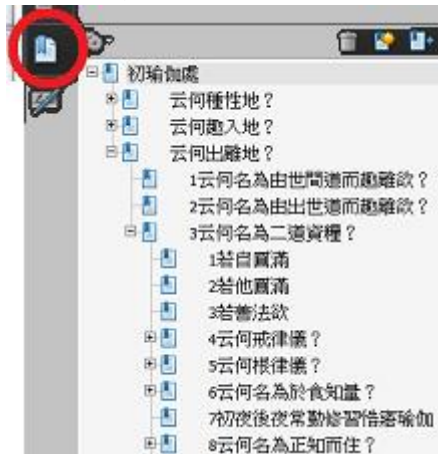 初瑜伽處
云何種性地？
云何趣入地？
云何出離地？
1云何名為由世間道而趣離欲？
2云何名為由出世道而趣離欲？
3云何名為二道資糧？
1若自圓滿
2若他圓滿
3若善法欲
4云何戒律儀？
5云何根律儀？
6云何名為於食知量？
7初夜後夜常勤修習悎寤瑜伽
8云何名為正知而住？